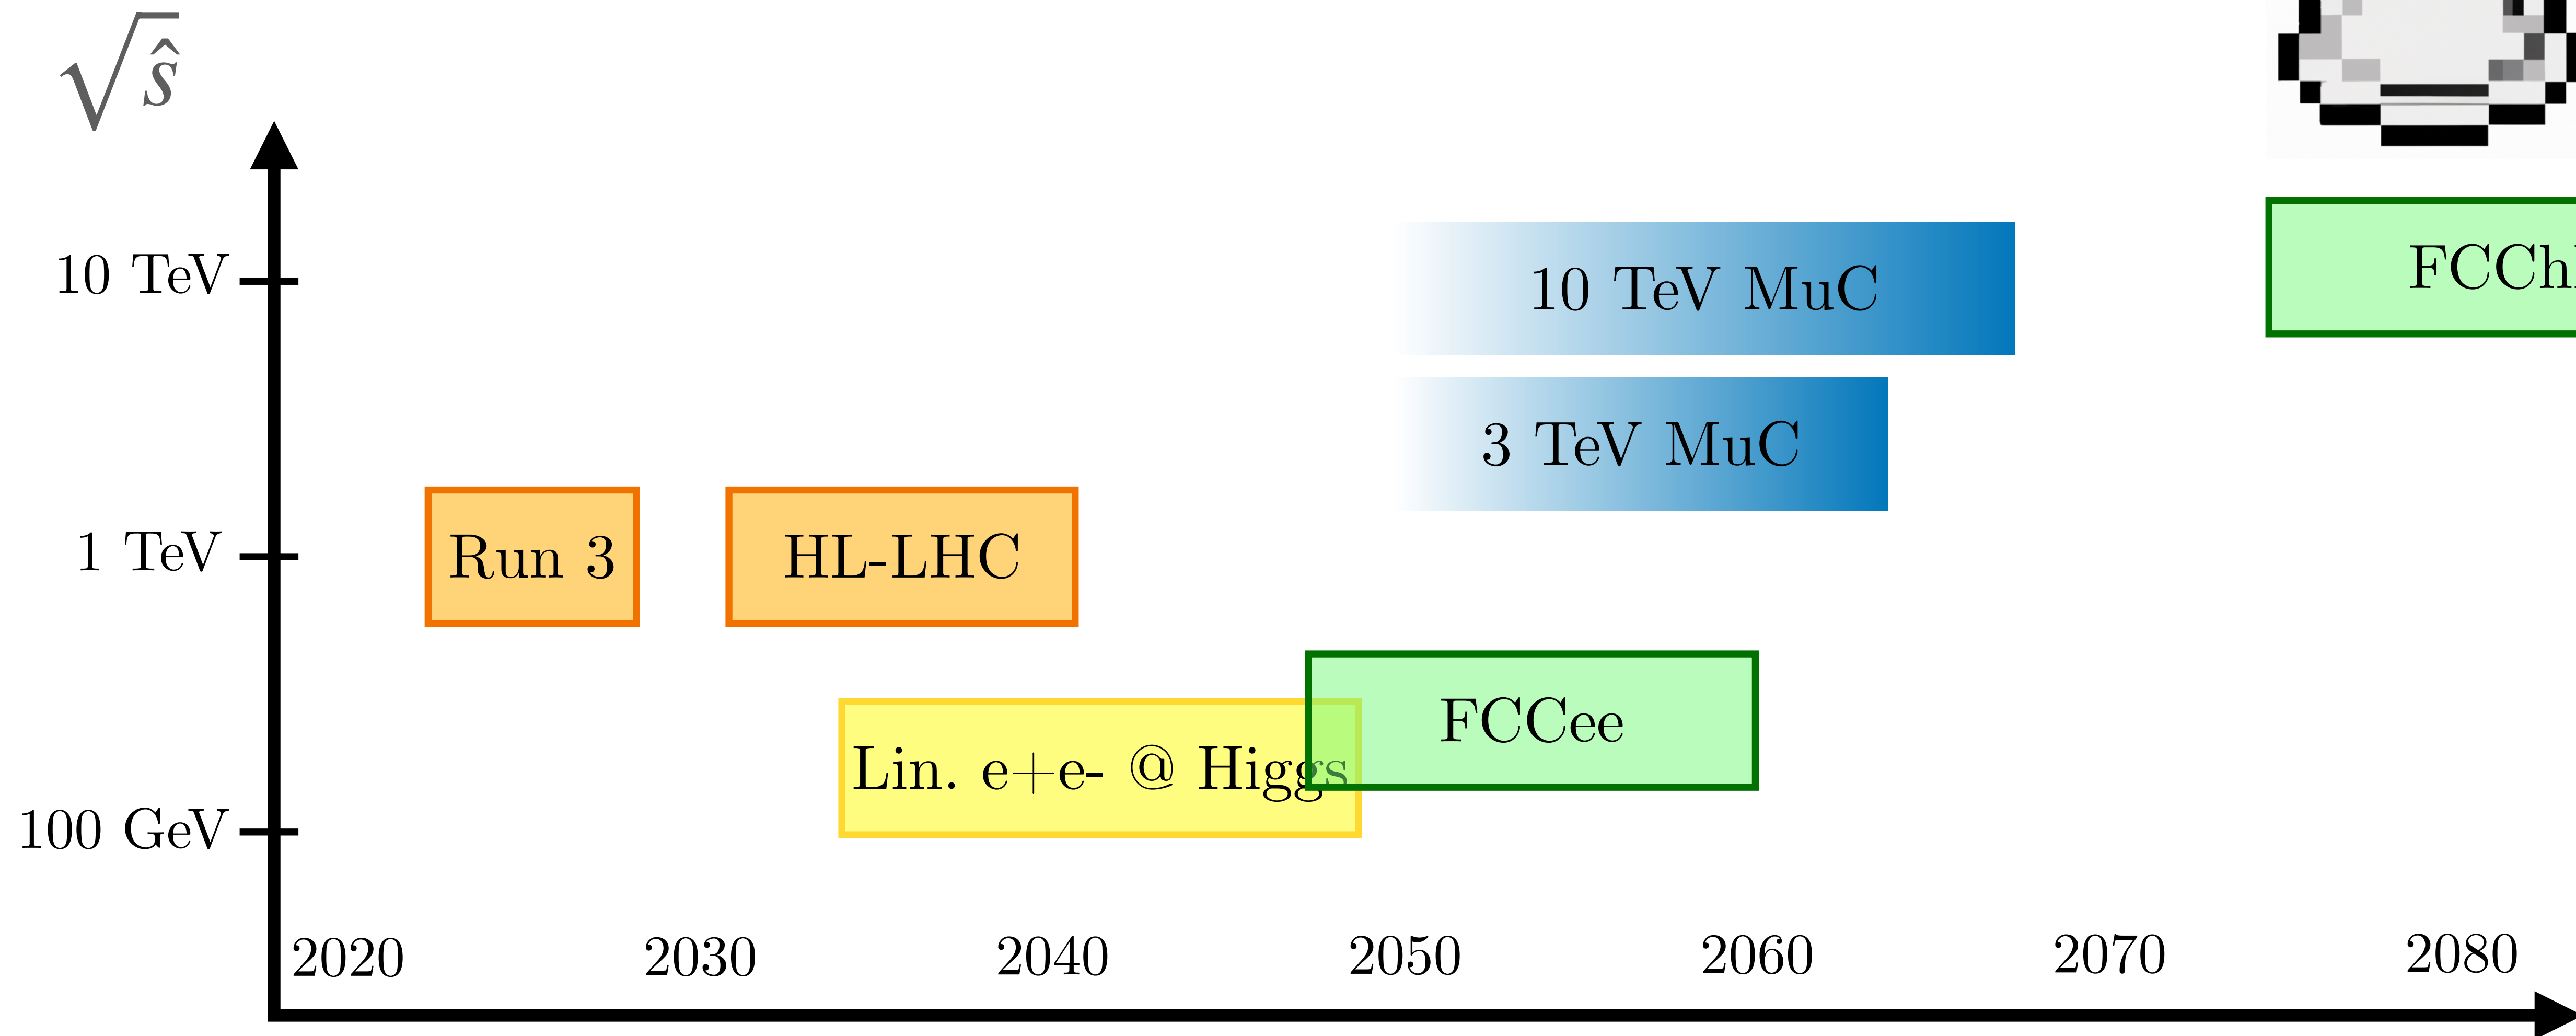 √ŝ
10 TeV
10 TeV MuC
3 TeV MuC
1 TeV
Run 3
HL-LHC
FCCee
Lin. e+e- @ Higgs
100 GeV
2020 2030 2040 2050 2060 2070 2080